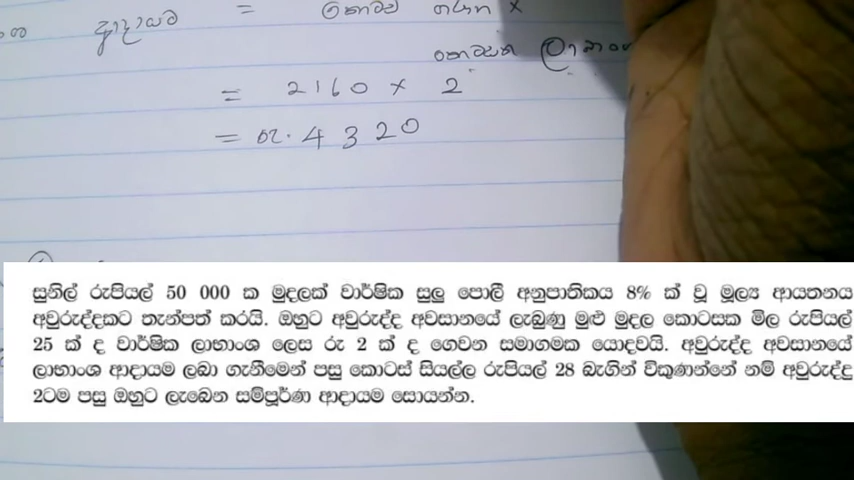 ආදායම = කොටස් ගණන ×
කොටසක ලාභාංශ
= 2160 × 2
= රු. 4320
සුනිල් රුපියල් 50 000 ක මුදලක් වාර්ෂික සුලු පොලී අනුපාතිකය 8% ක් වූ මූල්‍ය ආයතනය
අවුරුද්දකට තැන්පත් කරයි. ඔහුට අවුරුද්ද අවසානයේ ලැබුණු මුළු මුදල කොටසක මිල රුපියල්
25 ක් ද වාර්ෂික ලාභාංශ ලෙස රු 2 ක් ද ගෙවන සමාගමක යොදවයි. අවුරුද්ද අවසානයේ
ලාභාංශ ආදායම ලබා ගැනීමෙන් පසු කොටස් සියල්ල රුපියල් 28 බැගින් විකුණන්නේ නම් අවුරුද්දු
2ටම පසු ඔහුට ලැබෙන සම්පූර්ණ ආදායම සොයන්න.